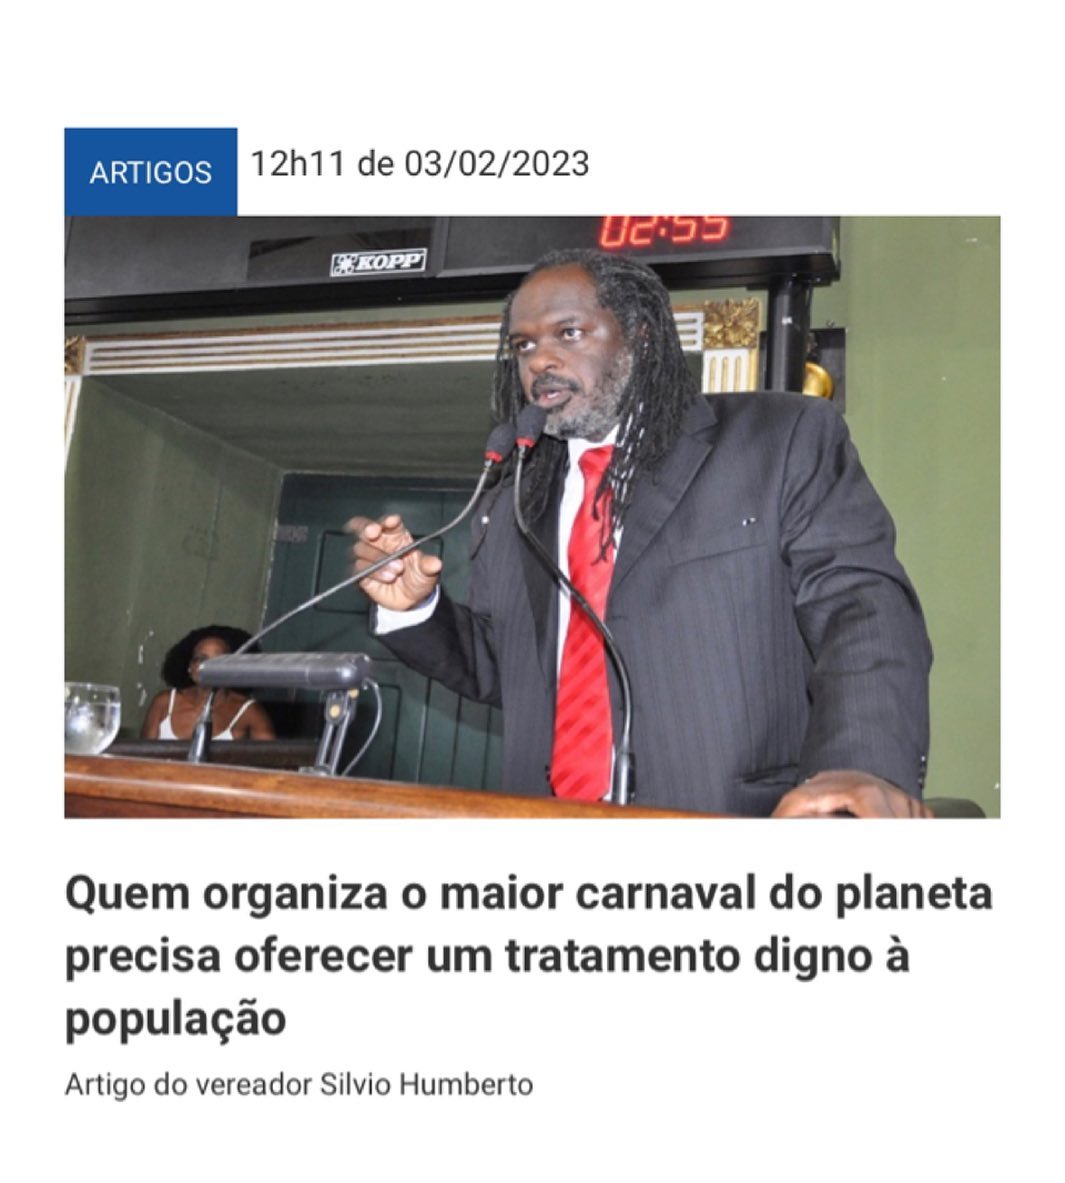 ARTIGOS
12h11 de 03/02/2023
02:55
KOPP
Quem organiza o maior carnaval do planeta
precisa oferecer um tratamento digno à
população
Artigo do vereador Silvio Humberto